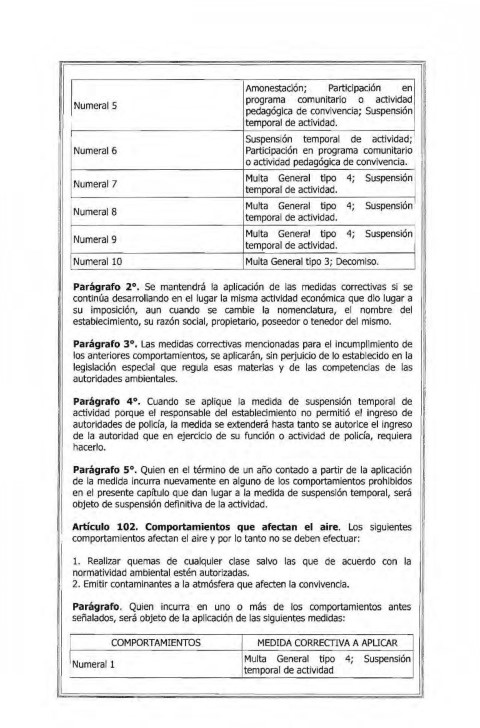 Amonestación; Participación en
programa comunitario o actividad
Numeral 5
pedagógica de convivencia; Suspensión
temporal de actividad.
Suspensión temporal de actividad;
Numeral 6
Participación en programa comunitario
o actividad pedagógica de convivencia.
Numeral 7
Multa General tipo 4; Suspensión
temporal de actividad.
Numeral 8
Multa General tipo 4; Suspensión
temporal de actividad.
Numeral 9
Multa General tipo 4; Suspensión
temporal de actividad.
Numeral 10
Multa General tipo 3; Decomiso.
Parágrafo 2°. Se mantendrá la aplicación de las medidas correctivas si se
continúa desarrollando en el lugar la misma actividad económica que dio lugar a
su imposición, aun cuando se cambie la nomenclatura, el nombre del
establecimiento, su razón social, propietario, poseedor o tenedor del mismo.
Parágrafo 3°. Las medidas correctivas mencionadas para el incumplimiento de
los anteriores comportamientos, se aplicarán, sin perjuicio de lo establecido en la
legislación especial que regula esas materias y de las competencias de las
autoridades ambientales.
Parágrafo 4°. Cuando se aplique la medida de suspensión temporal de
actividad porque el responsable del establecimiento no permitió el ingreso de
autoridades de policía, la medida se extenderá hasta tanto se autorice el ingreso
de la autoridad que en ejercicio de su función o actividad de policía, requiera
hacerlo.
Parágrafo 5°. Quien en el término de un año contado a partir de la aplicación
de la medida incurra nuevamente en alguno de los comportamientos prohibidos
en el presente capítulo que dan lugar a la medida de suspensión temporal, será
objeto de suspensión definitiva de la actividad.
Artículo 102. Comportamientos que afectan el aire. Los siguientes
comportamientos afectan el aire y por lo tanto no se deben efectuar:
1. Realizar quemas de cualquier clase salvo las que de acuerdo con la
normatividad ambiental estén autorizadas.
2. Emitir contaminantes a la atmósfera que afecten la convivencia.
Parágrafo. Quien incurra en uno o más de los comportamientos antes
señalados, será objeto de la aplicación de las siguientes medidas:
COMPORTAMIENTOS
MEDIDA CORRECTIVA A APLICAR
Numeral 1
Multa General tipo 4; Suspensión
temporal de actividad